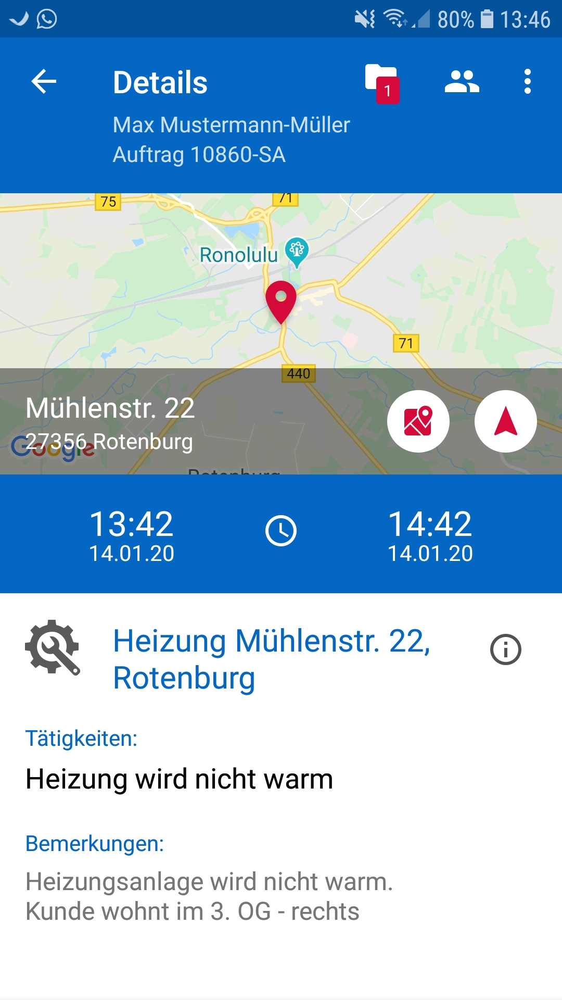 80% 13:46
Details
1
Max Mustermann-Müller
Auftrag 10860-SA
75
71
Ronolulu
71
440
Mühlenstr. 22
27356 Rotenburg
Google
Rotenburg
13:42 14:42
14.01.20 14.01.20
Heizung Mühlenstr. 22,
Rotenburg
Tätigkeiten:
Heizung wird nicht warm
Bemerkungen:
Heizungsanlage wird nicht warm.
Kunde wohnt im 3. OG - rechts